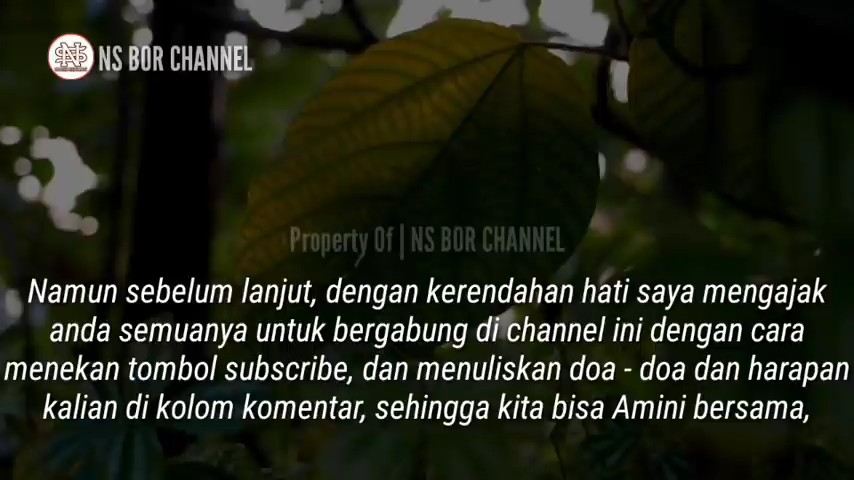 NS BOR CHANNEL
Property Of | NS BOR CHANNEL
Namun sebelum lanjut, dengan kerendahan hati saya mengajak
anda semuanya untuk bergabung di channel ini dengan cara
menekan tombol subscribe, dan menuliskan doa - doa dan harapan
kalian di kolom komentar, sehingga kita bisa Amini bersama,